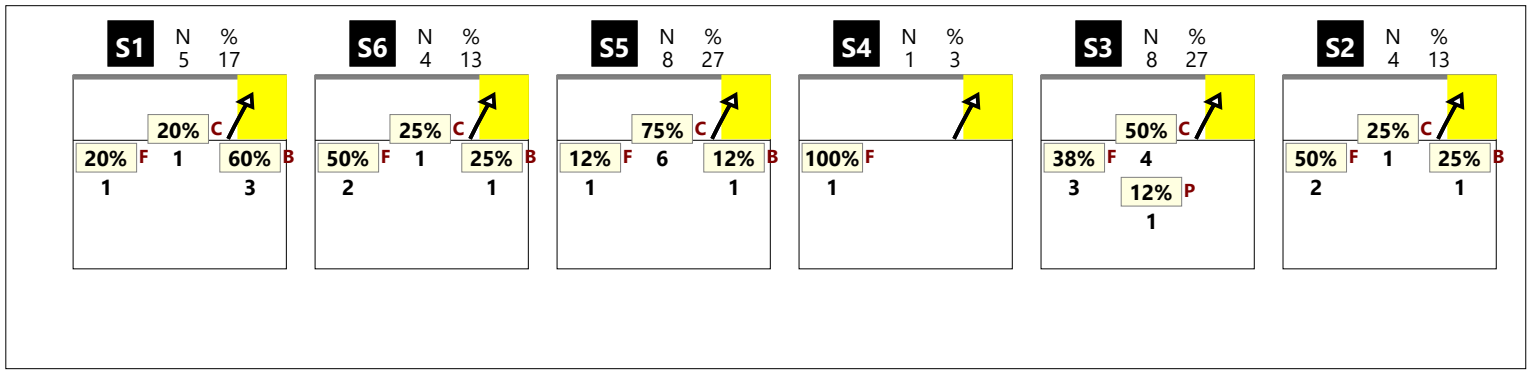 S1 N % S6 N % S5 N % S4 N % S3 N % S2 N %
5 17 4 13 8 27 1 3 8 27 4 13
20% C 25% C 75% C 50% C 25% C
20% F 1 60% B 50% F 1 25% B 12% F 6 12% B 100% F 38% F 4 50% F 1 25% B
1 3 2 1 1 1 1 3 12% P 2 1
1